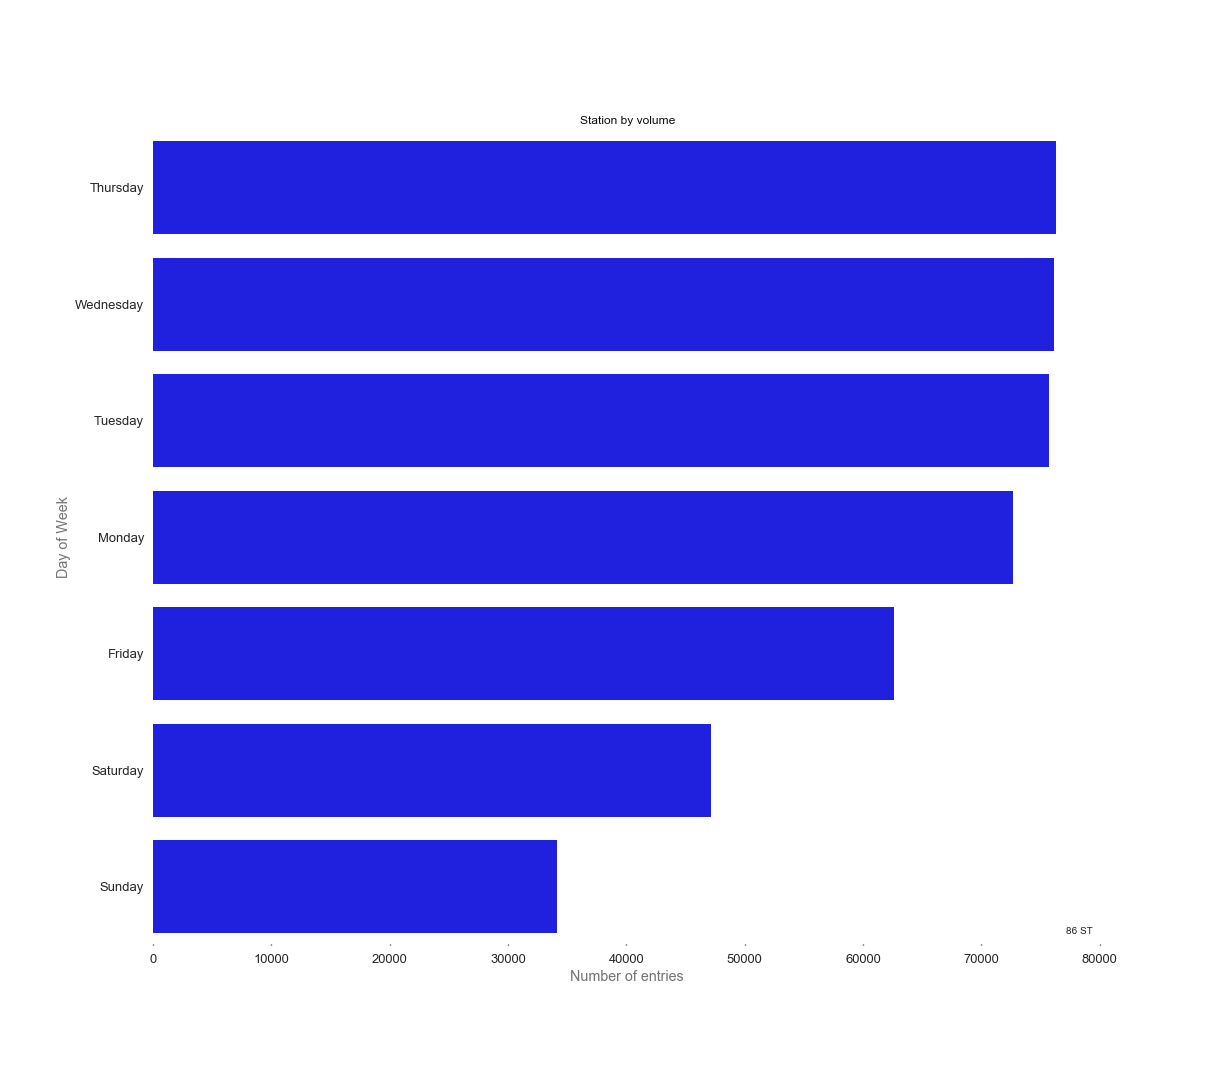 Station by volume
Thursday
Wednesday
Tuesday
Monday
Friday
Saturday
Sunday
Day of Week
86 ST
0 10000 20000 30000 40000 50000 60000 70000 80000
Number of entries